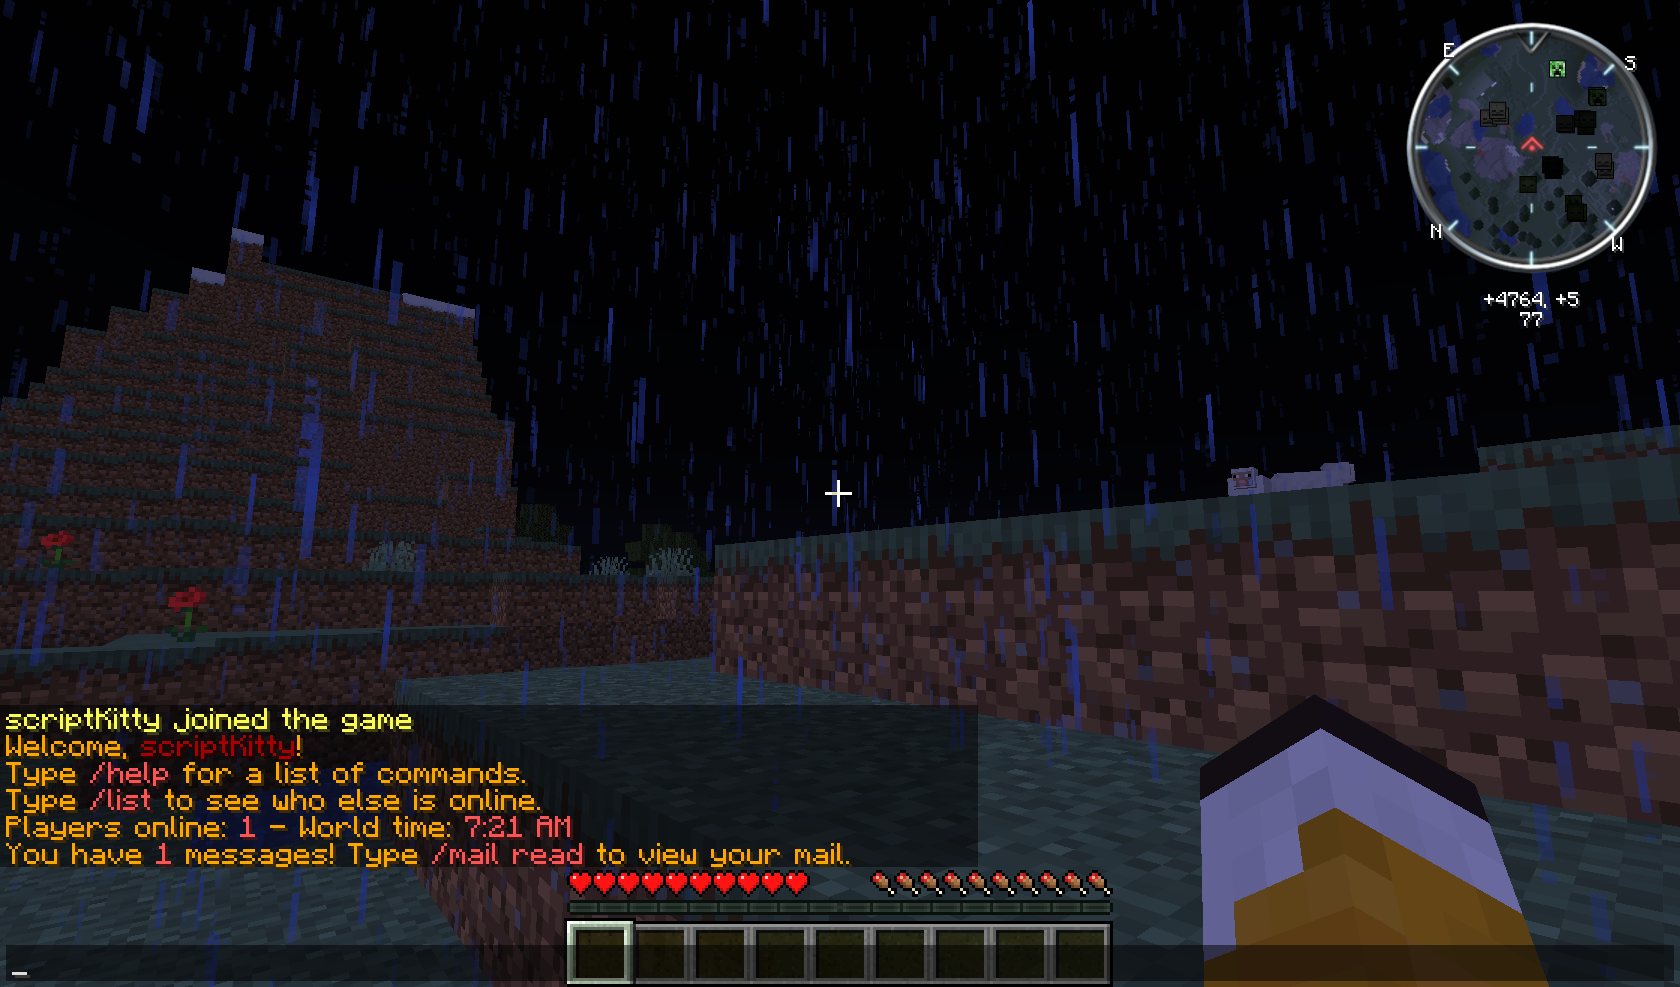 E
S
N
W
+4764, +5
77
scriptKitty joined the game
Welcome, scriptKitty!
Type /help for a list of commands.
Type /list to see who else is online.
Players online: 1 - World time: 7:21 AM
You have 1 messages! Type /mail read to view your mail.
_